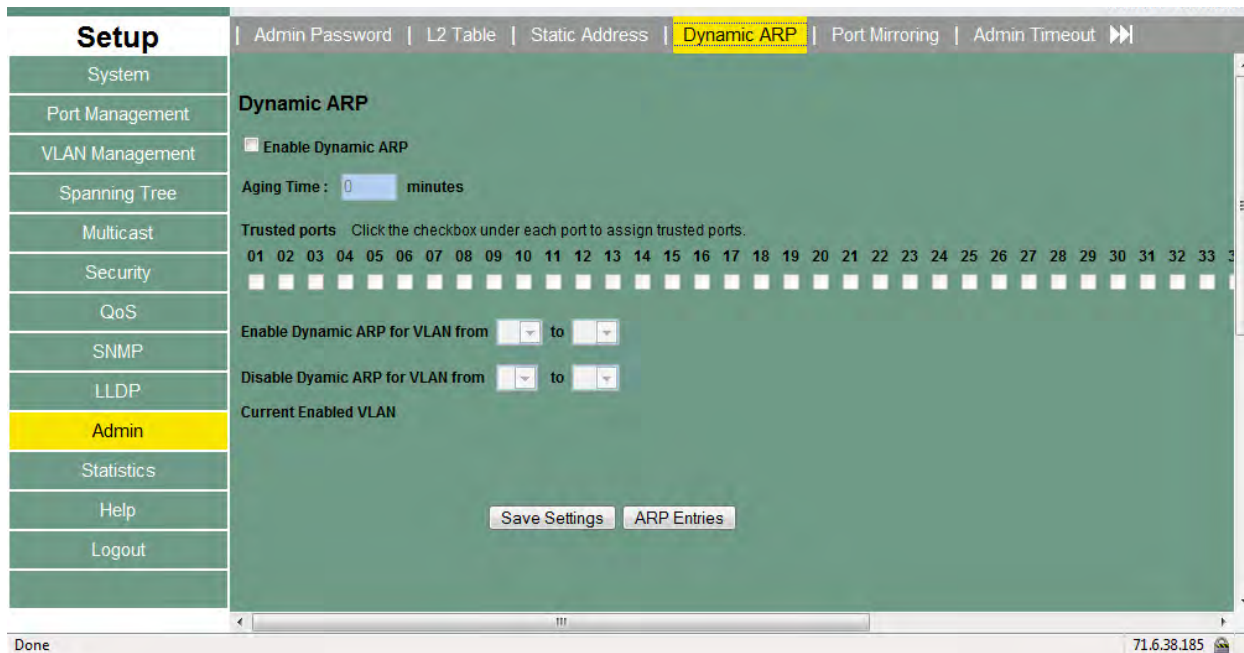 Setup
| Admin Password | L2 Table | Static Address | Dynamic ARP | Port Mirroring | Admin Timeout
System
Port Management
VLAN Management
Spanning Tree
Multicast
Security
QoS
SNMP
LLDP
Admin
Statistics
Help
Logout
Dynamic ARP
Enable Dynamic ARP
Aging Time : 0 minutes
Trusted ports Click the checkbox under each port to assign trusted ports.
01 02 03 04 05 06 07 08 09 10 11 12 13 14 15 16 17 18 19 20 21 22 23 24 25 26 27 28 29 30 31 32 33
Enable Dynamic ARP for VLAN from to
Disable Dyamic ARP for VLAN from to
Current Enabled VLAN
Save Settings ARP Entries
Done 71.6.38.185